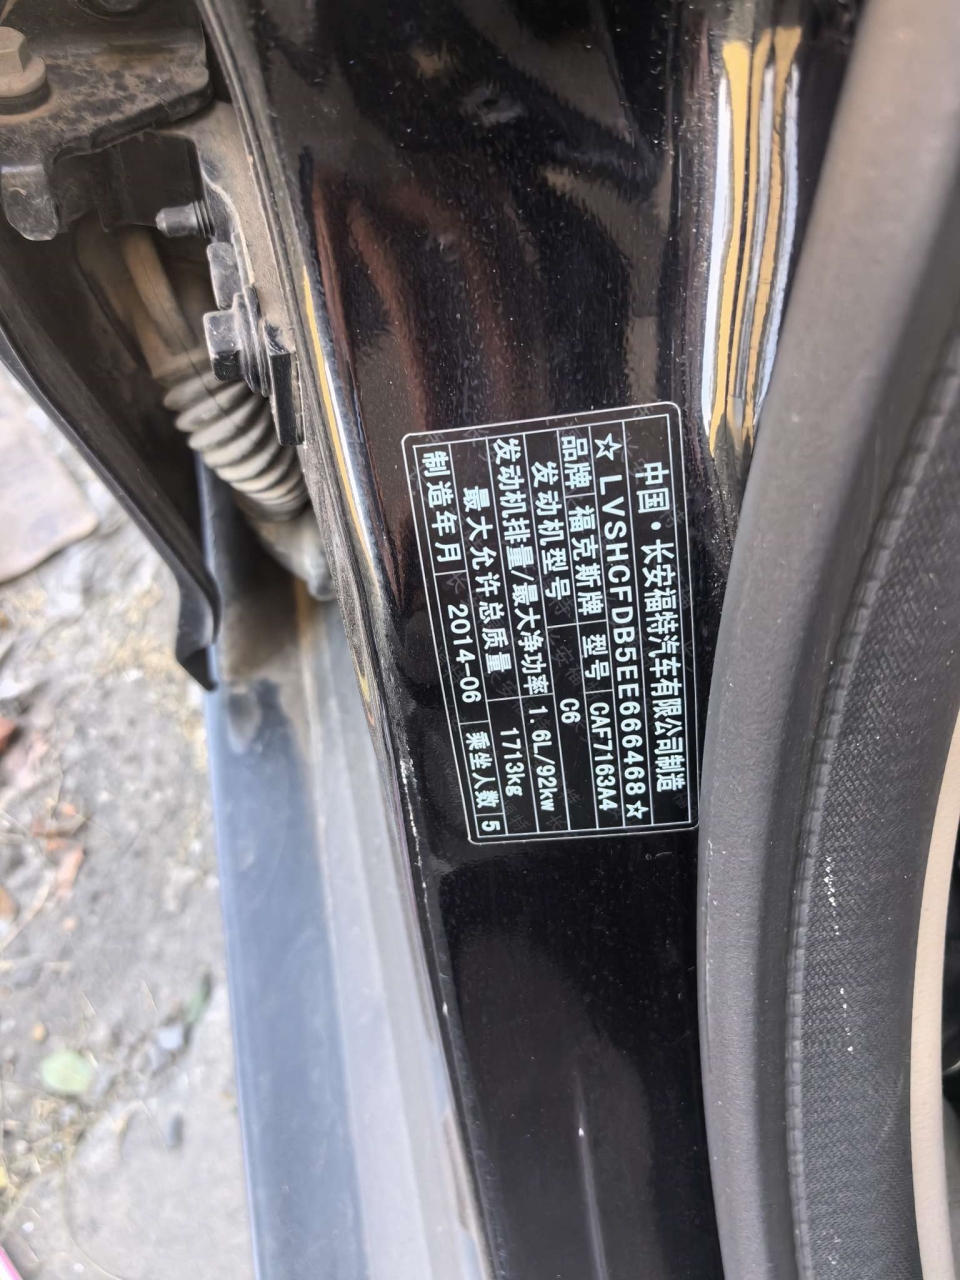 中国·长安福特汽车有限公司制造
☆LVSHCFDB5EE666468☆
品牌 福克斯牌 型号 CAF7163A4
发动机型号 C6
发动机排量/最大净功率 1.6L/92kw
最大允许总质量 1713kg
制造年月 2014-06 乘坐人数 5